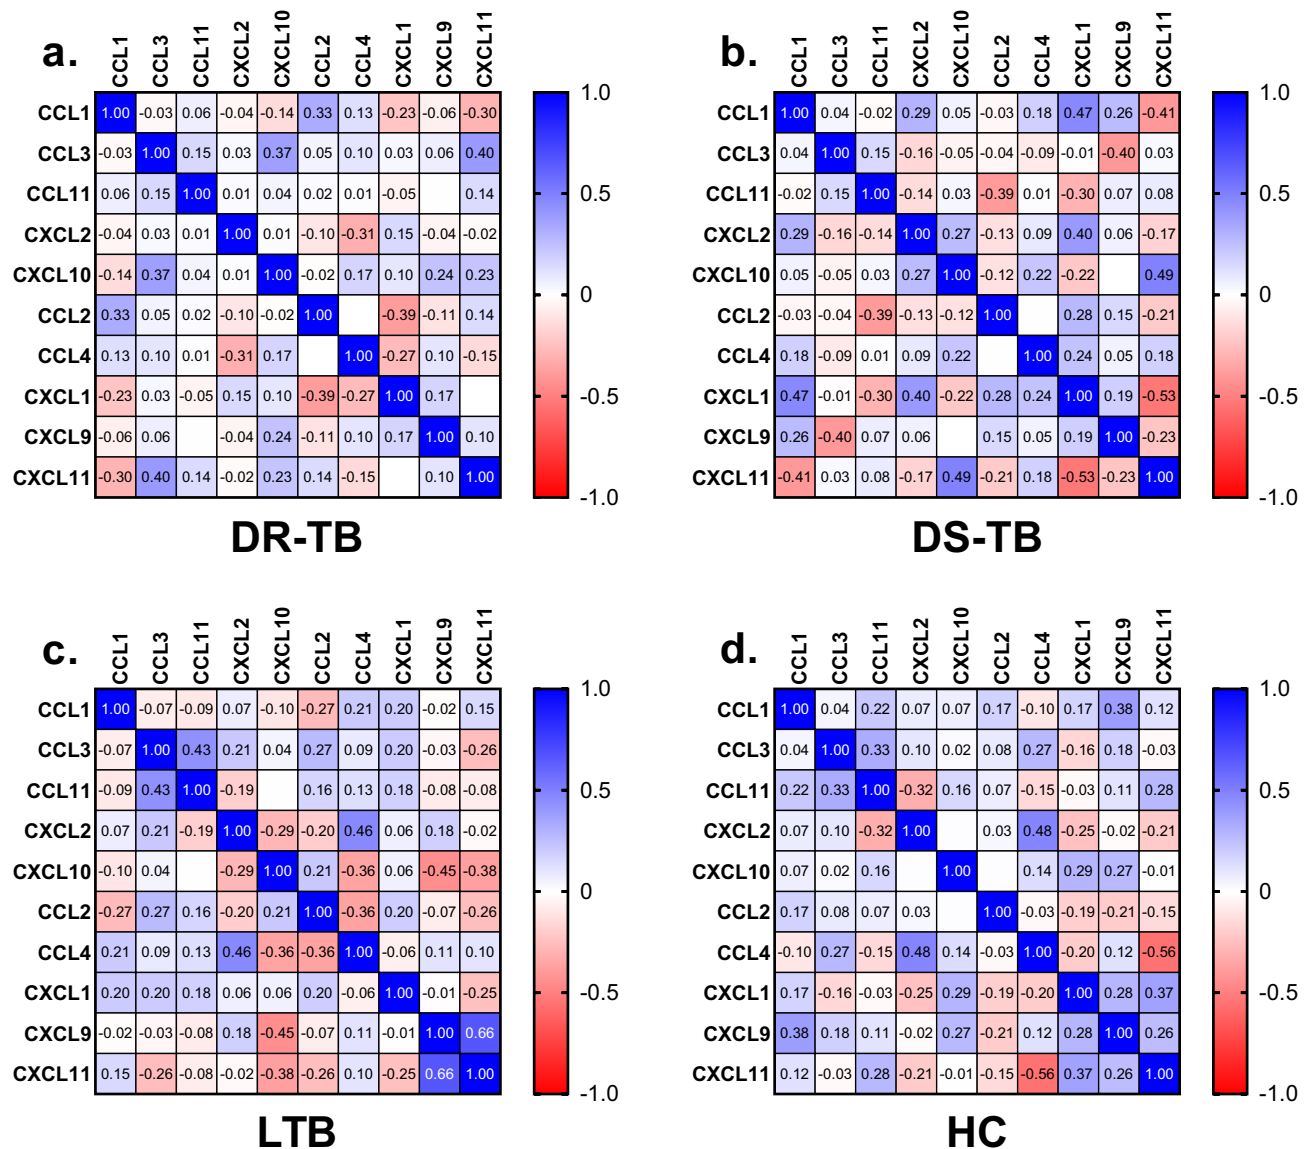 a.
CCL1 CCL3 CCL11 CXCL2 CXCL10 CCL2 CCL4 CXCL1 CXCL9 CXCL11
CCL1 1.00 -0.03 0.06 -0.04 -0.14 0.33 0.13 -0.23 -0.06 -0.30
CCL3 -0.03 1.00 0.15 0.03 0.37 0.05 0.10 0.03 0.06 0.40
CCL11 0.06 0.15 1.00 0.01 0.04 0.02 0.01 -0.05 0.14
CXCL2 -0.04 0.03 0.01 1.00 0.01 -0.10 -0.31 0.15 -0.04 -0.02
CXCL10 -0.14 0.37 0.04 0.01 1.00 -0.02 0.17 0.10 0.24 0.23
CCL2 0.33 0.05 0.02 -0.10 -0.02 1.00 -0.39 -0.11 0.14
CCL4 0.13 0.10 0.01 -0.31 0.17 1.00 -0.27 0.10 -0.15
CXCL1 -0.23 0.03 -0.05 0.15 0.10 -0.39 -0.27 1.00 0.17
CXCL9 -0.06 0.06 -0.04 0.24 -0.11 0.10 0.17 1.00 0.10
CXCL11 -0.30 0.40 0.14 -0.02 0.23 0.14 -0.15 0.10 1.00
1.0
0.5
0
-0.5
-1.0
DR-TB
b.
CCL1 CCL3 CCL11 CXCL2 CXCL10 CCL2 CCL4 CXCL1 CXCL9 CXCL11
CCL1 1.00 0.04 -0.02 0.29 0.05 -0.03 0.18 0.47 0.26 -0.41
CCL3 0.04 1.00 0.15 -0.16 -0.05 -0.04 -0.09 -0.01 -0.40 0.03
CCL11 -0.02 0.15 1.00 -0.14 0.03 -0.39 0.01 -0.30 0.07 0.08
CXCL2 0.29 -0.16 -0.14 1.00 0.27 -0.13 0.09 0.40 0.06 -0.17
CXCL10 0.05 -0.05 0.03 0.27 1.00 -0.12 0.22 -0.22 0.49
CCL2 -0.03 -0.04 -0.39 -0.13 -0.12 1.00 0.28 0.15 -0.21
CCL4 0.18 -0.09 0.01 0.09 0.22 1.00 0.24 0.05 0.18
CXCL1 0.47 -0.01 -0.30 0.40 -0.22 0.28 0.24 1.00 0.19 -0.53
CXCL9 0.26 -0.40 0.07 0.06 0.15 0.05 0.19 1.00 -0.23
CXCL11 -0.41 0.03 0.08 -0.17 0.49 -0.21 0.18 -0.53 -0.23 1.00
1.0
0.5
0
-0.5
-1.0
DS-TB
c.
CCL1 CCL3 CCL11 CXCL2 CXCL10 CCL2 CCL4 CXCL1 CXCL9 CXCL11
CCL1 1.00 -0.07 -0.09 0.07 -0.10 -0.27 0.21 0.20 -0.02 0.15
CCL3 -0.07 1.00 0.43 0.21 0.04 0.27 0.09 0.20 -0.03 -0.26
CCL11 -0.09 0.43 1.00 -0.19 0.16 0.13 0.18 -0.08 -0.08
CXCL2 0.07 0.21 -0.19 1.00 -0.29 -0.20 0.46 0.06 0.18 -0.02
CXCL10 -0.10 0.04 -0.29 1.00 0.21 -0.36 0.06 -0.45 -0.38
CCL2 -0.27 0.27 0.16 -0.20 0.21 1.00 -0.36 0.20 -0.07 -0.26
CCL4 0.21 0.09 0.13 0.46 -0.36 -0.36 1.00 -0.06 0.11 0.10
CXCL1 0.20 0.20 0.18 0.06 0.06 0.20 -0.06 1.00 -0.01 -0.25
CXCL9 -0.02 -0.03 -0.08 0.18 -0.45 -0.07 0.11 -0.01 1.00 0.66
CXCL11 0.15 -0.26 -0.08 -0.02 -0.38 -0.26 0.10 -0.25 0.66 1.00
1.0
0.5
0
-0.5
-1.0
LTB
d.
CCL1 CCL3 CCL11 CXCL2 CXCL10 CCL2 CCL4 CXCL1 CXCL9 CXCL11
CCL1 1.00 0.04 0.22 0.07 0.07 0.17 -0.10 0.17 0.38 0.12
CCL3 0.04 1.00 0.33 0.10 0.02 0.08 0.27 -0.16 0.18 -0.03
CCL11 0.22 0.33 1.00 -0.32 0.16 0.07 -0.15 -0.03 0.11 0.28
CXCL2 0.07 0.10 -0.32 1.00 0.03 0.48 -0.25 -0.02 -0.21
CXCL10 0.07 0.02 0.16 1.00 0.14 0.29 0.27 -0.01
CCL2 0.17 0.08 0.07 0.03 1.00 -0.03 -0.19 -0.21 -0.15
CCL4 -0.10 0.27 -0.15 0.48 0.14 -0.03 1.00 -0.20 0.12 -0.56
CXCL1 0.17 -0.16 -0.03 -0.25 0.29 -0.19 -0.20 1.00 0.28 0.37
CXCL9 0.38 0.18 0.11 -0.02 0.27 -0.21 0.12 0.28 1.00 0.26
CXCL11 0.12 -0.03 0.28 -0.21 -0.01 -0.15 -0.56 0.37 0.26 1.00
1.0
0.5
0
-0.5
-1.0
HC